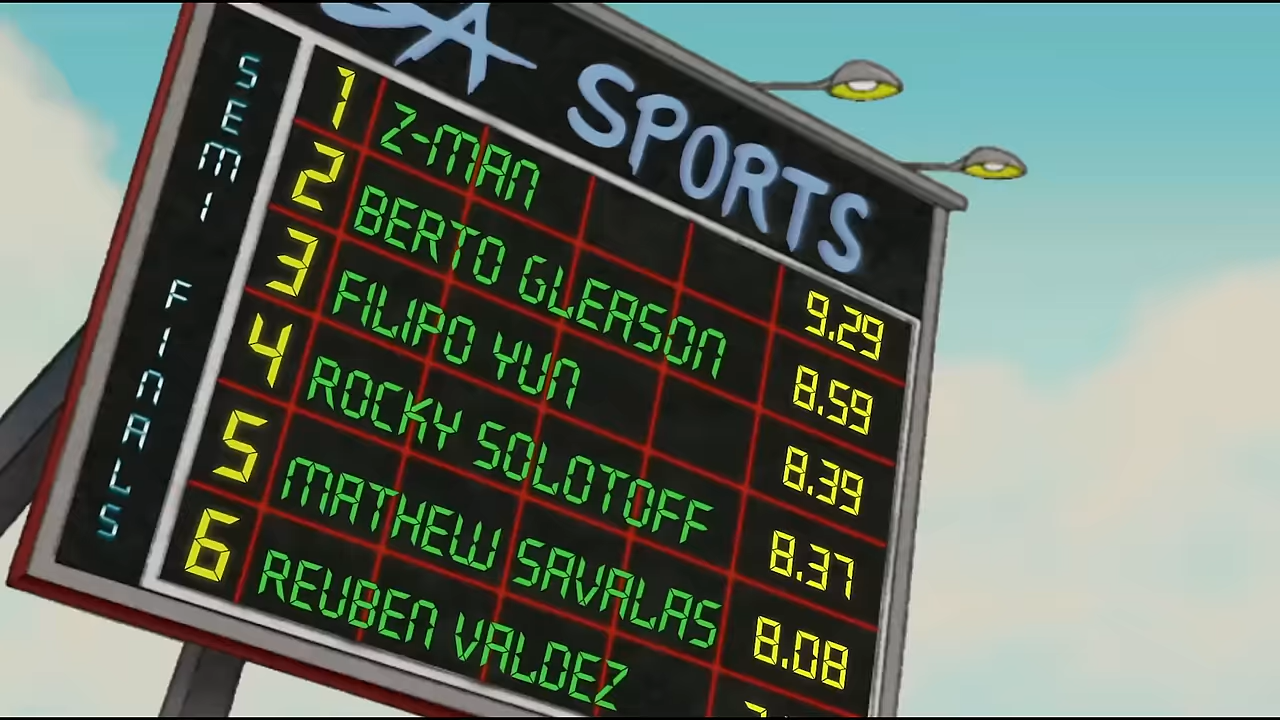 A SPORTS
SEMI FINALS
1 Z-MAN 9.29
2 BERTO GLERSON 8.59
3 FILIPO YUN 8.39
4 ROCKY SOLOTOFF 8.37
5 MATHEW SAVALAS 8.08
6 REUBEN VALDEZ